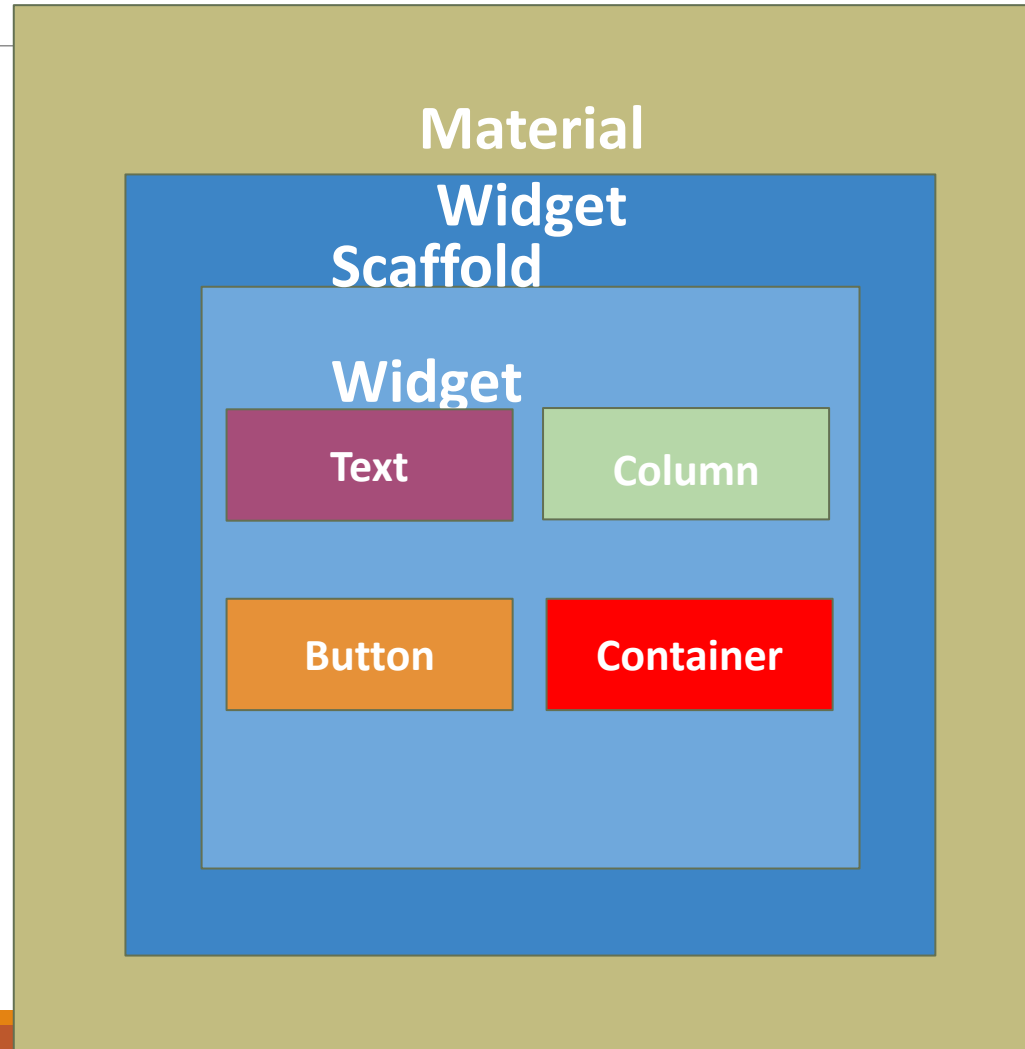 Material
Widget
Scaffold
Widget
Text
Column
Button
Container